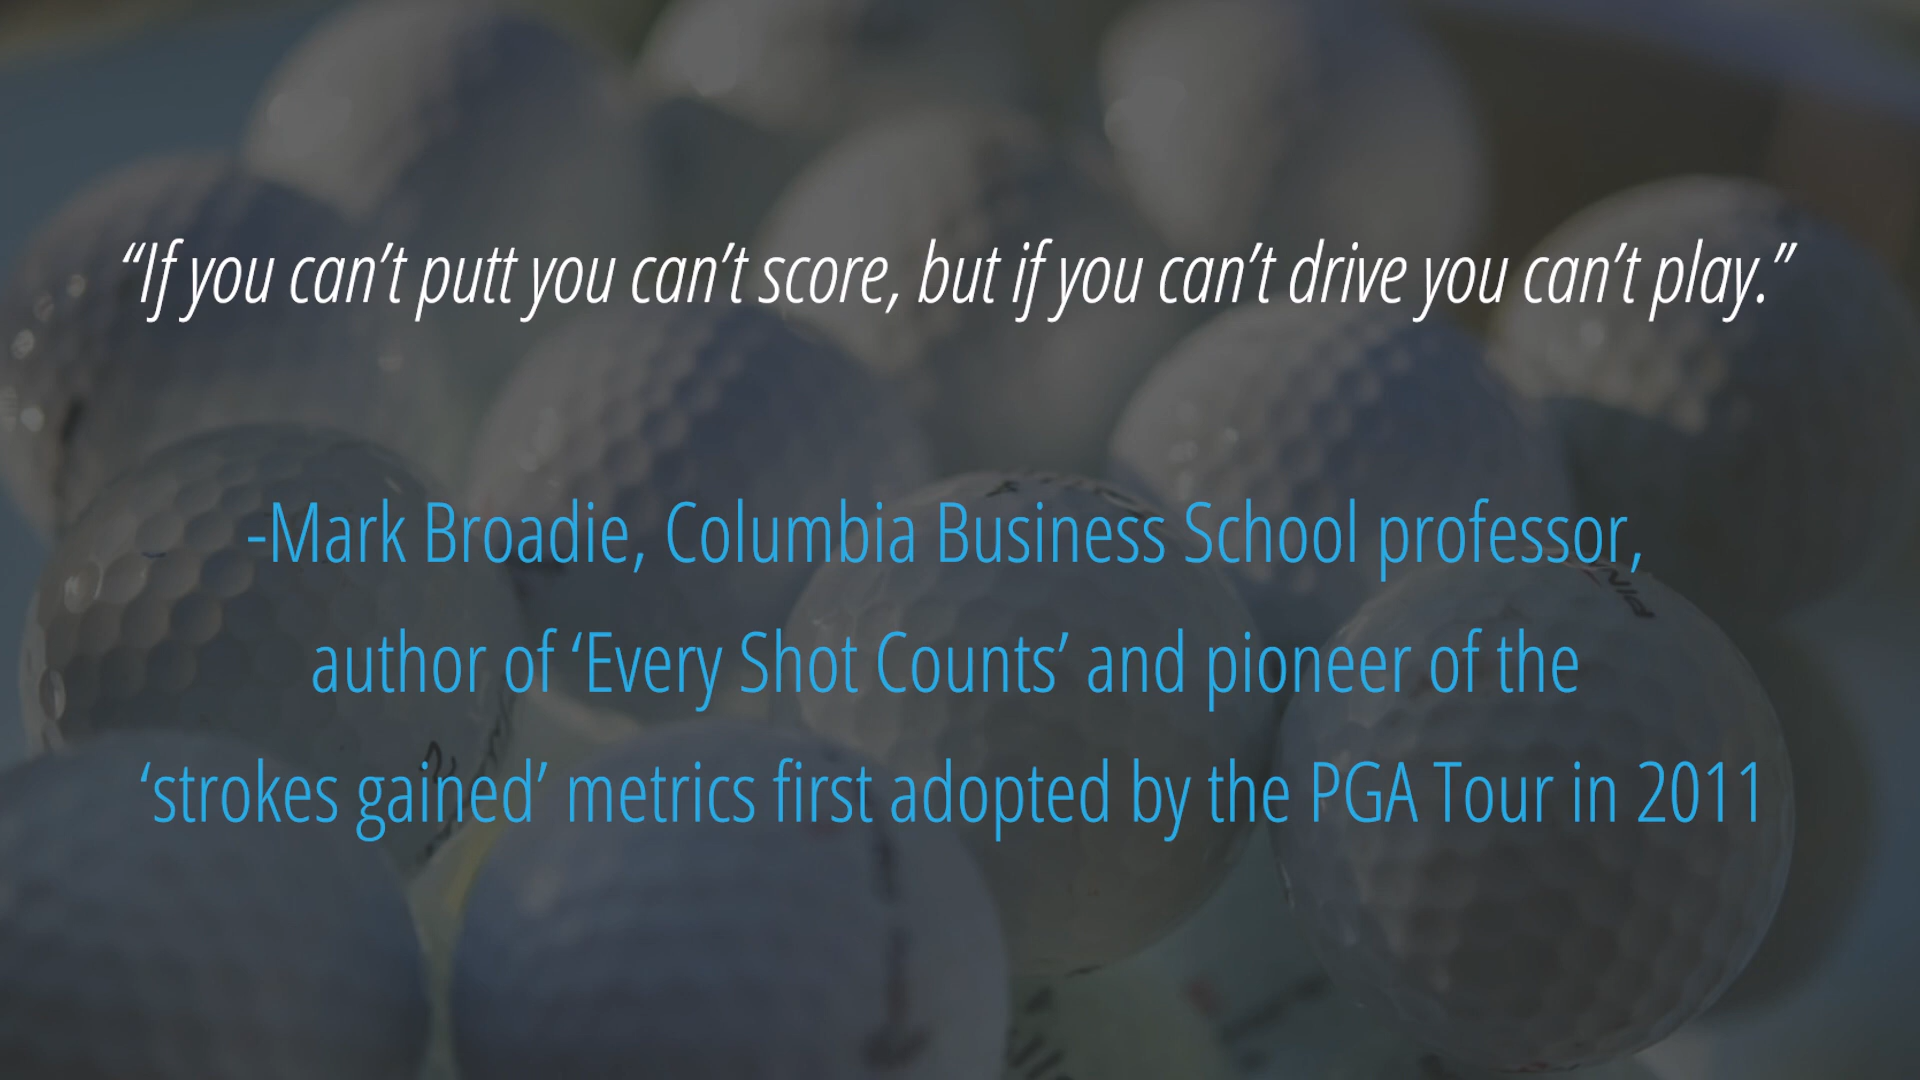 “If you can’t putt you can’t score, but if you can’t drive you can’t play.”
-Mark Broadie, Columbia Business School professor,
author of ‘Every Shot Counts’ and pioneer of the
‘strokes gained’ metrics first adopted by the PGA Tour in 2011